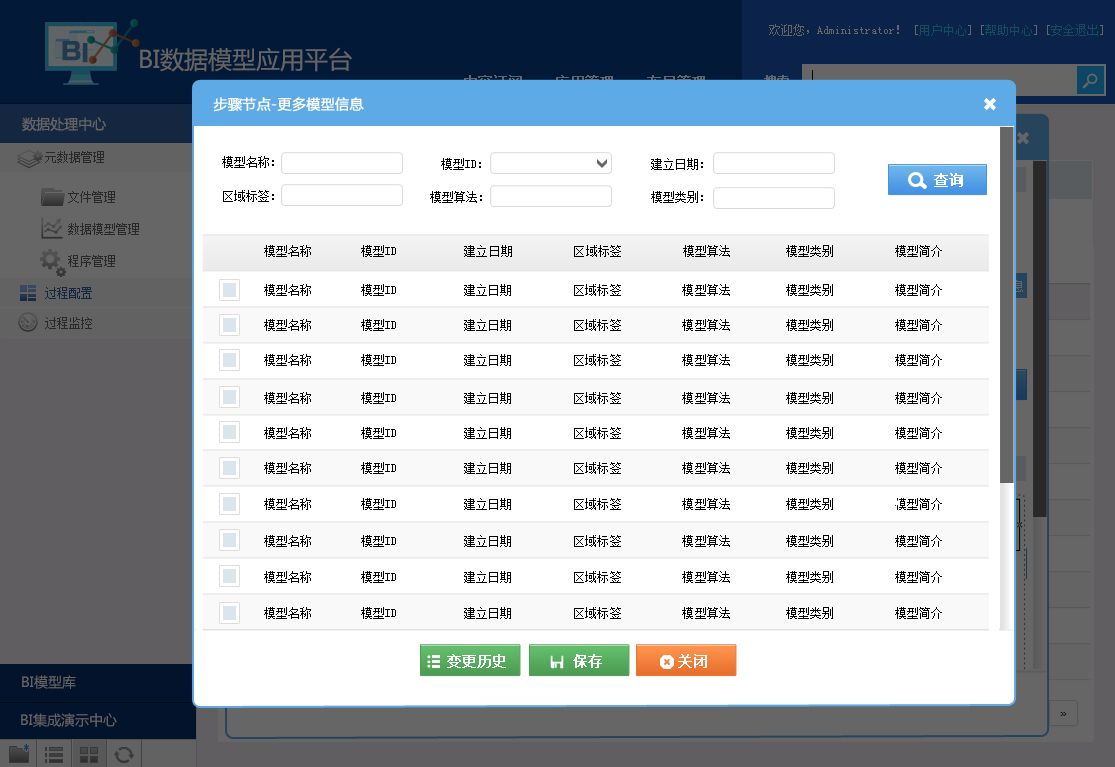 欢迎您，Administrator! [用户中心] [帮助中心] [安全退出]
BI
BI数据模型应用平台
内容订阅 应用管理 布局管理 搜索
步骤节点-更多模型信息
数据处理中心
元数据管理
文件管理
数据模型管理
程序管理
过程配置
过程监控
模型名称: 模型ID: 建立日期:
查询
区域标签: 模型算法: 模型类别:
模型名称 模型ID 建立日期 区域标签 模型算法 模型类别 模型简介
模型名称 模型ID 建立日期 区域标签 模型算法 模型类别 模型简介
模型名称 模型ID 建立日期 区域标签 模型算法 模型类别 模型简介
模型名称 模型ID 建立日期 区域标签 模型算法 模型类别 模型简介
模型名称 模型ID 建立日期 区域标签 模型算法 模型类别 模型简介
模型名称 模型ID 建立日期 区域标签 模型算法 模型类别 模型简介
模型名称 模型ID 建立日期 区域标签 模型算法 模型类别 模型简介
模型名称 模型ID 建立日期 区域标签 模型算法 模型类别 模型简介
模型名称 模型ID 建立日期 区域标签 模型算法 模型类别 模型简介
模型名称 模型ID 建立日期 区域标签 模型算法 模型类别 模型简介
模型名称 模型ID 建立日期 区域标签 模型算法 模型类别 模型简介
变更历史 保存 关闭
BI模型库
BI集成演示中心
»